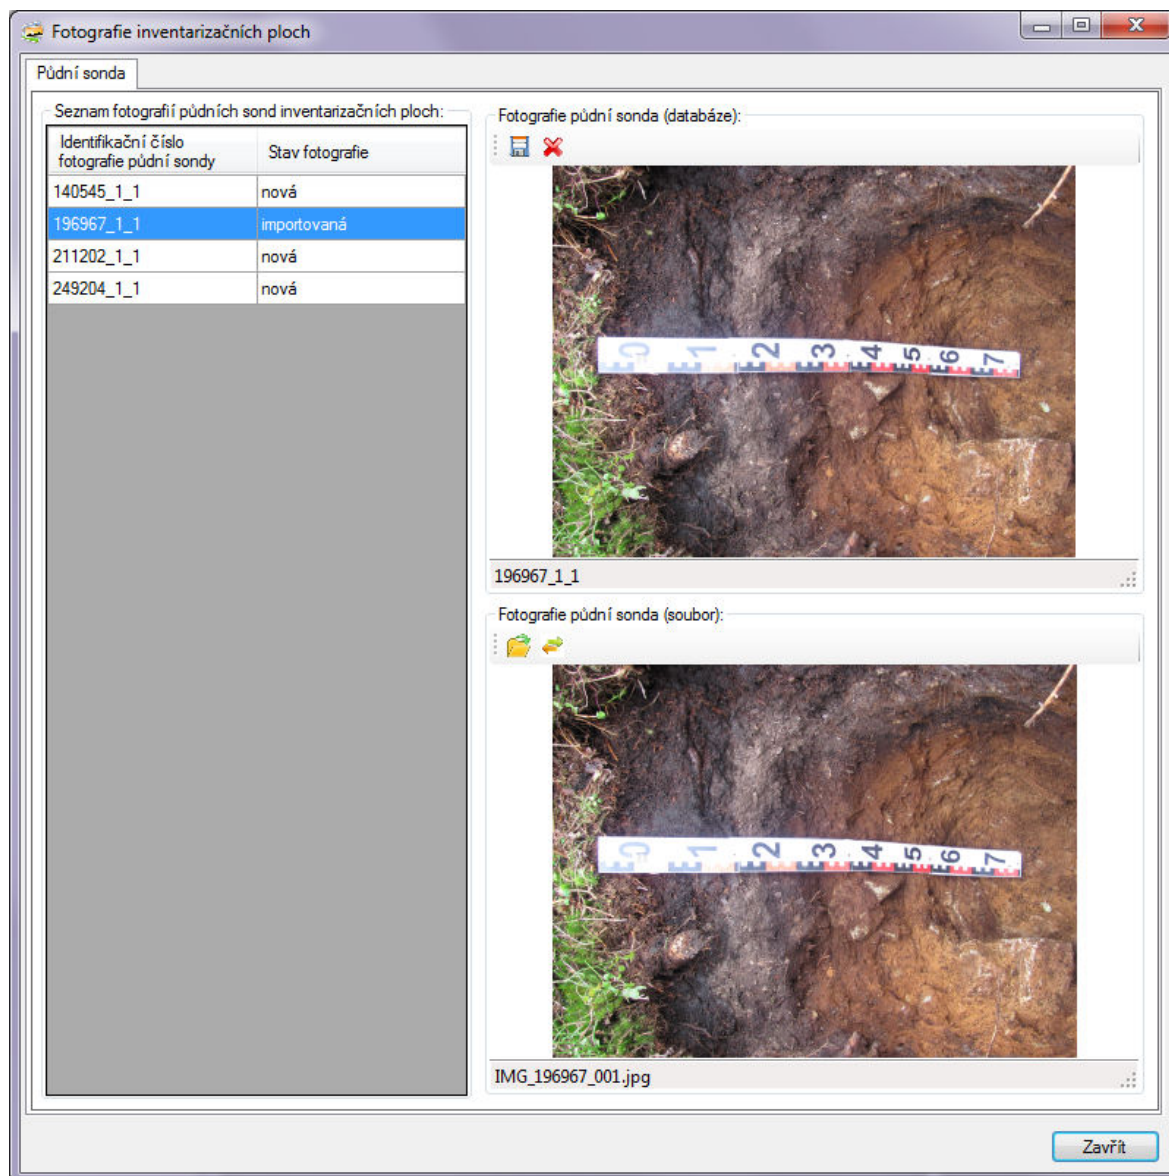 Fotografie inventarizačních ploch
Půdní sonda
Seznam fotografií půdních sond inventarizačních ploch:
Identifikační číslo
fotografie půdní sondy
Stav fotografie
140545_1_1 nová
196967_1_1 importovaná
211202_1_1 nová
249204_1_1 nová
Fotografie půdní sonda (databáze):
0 1 2 3 4 5 6 7
196967_1_1
Fotografie půdní sonda (soubor):
0 1 2 3 4 5 6 7
IMG_196967_001.jpg
Zavřít